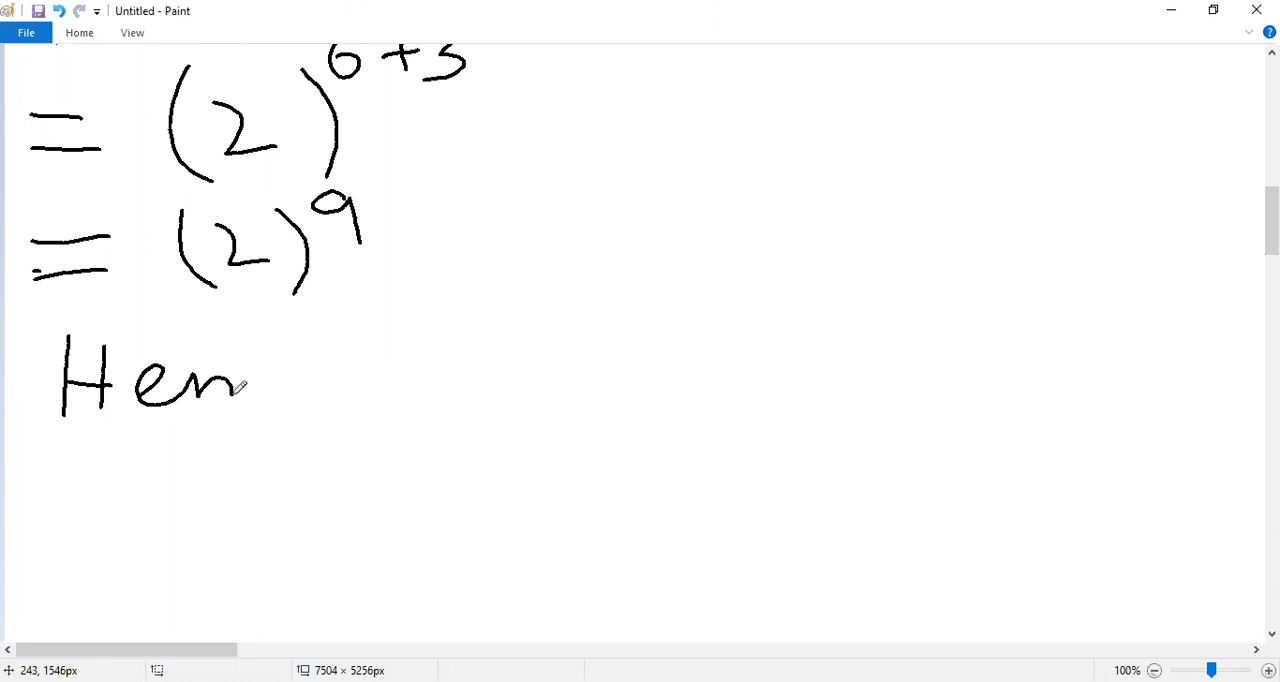 Untitled - Paint
File Home View
6+3
= (2)
= (2)^9
Hen
243, 1546px 7504 × 5256px 100%